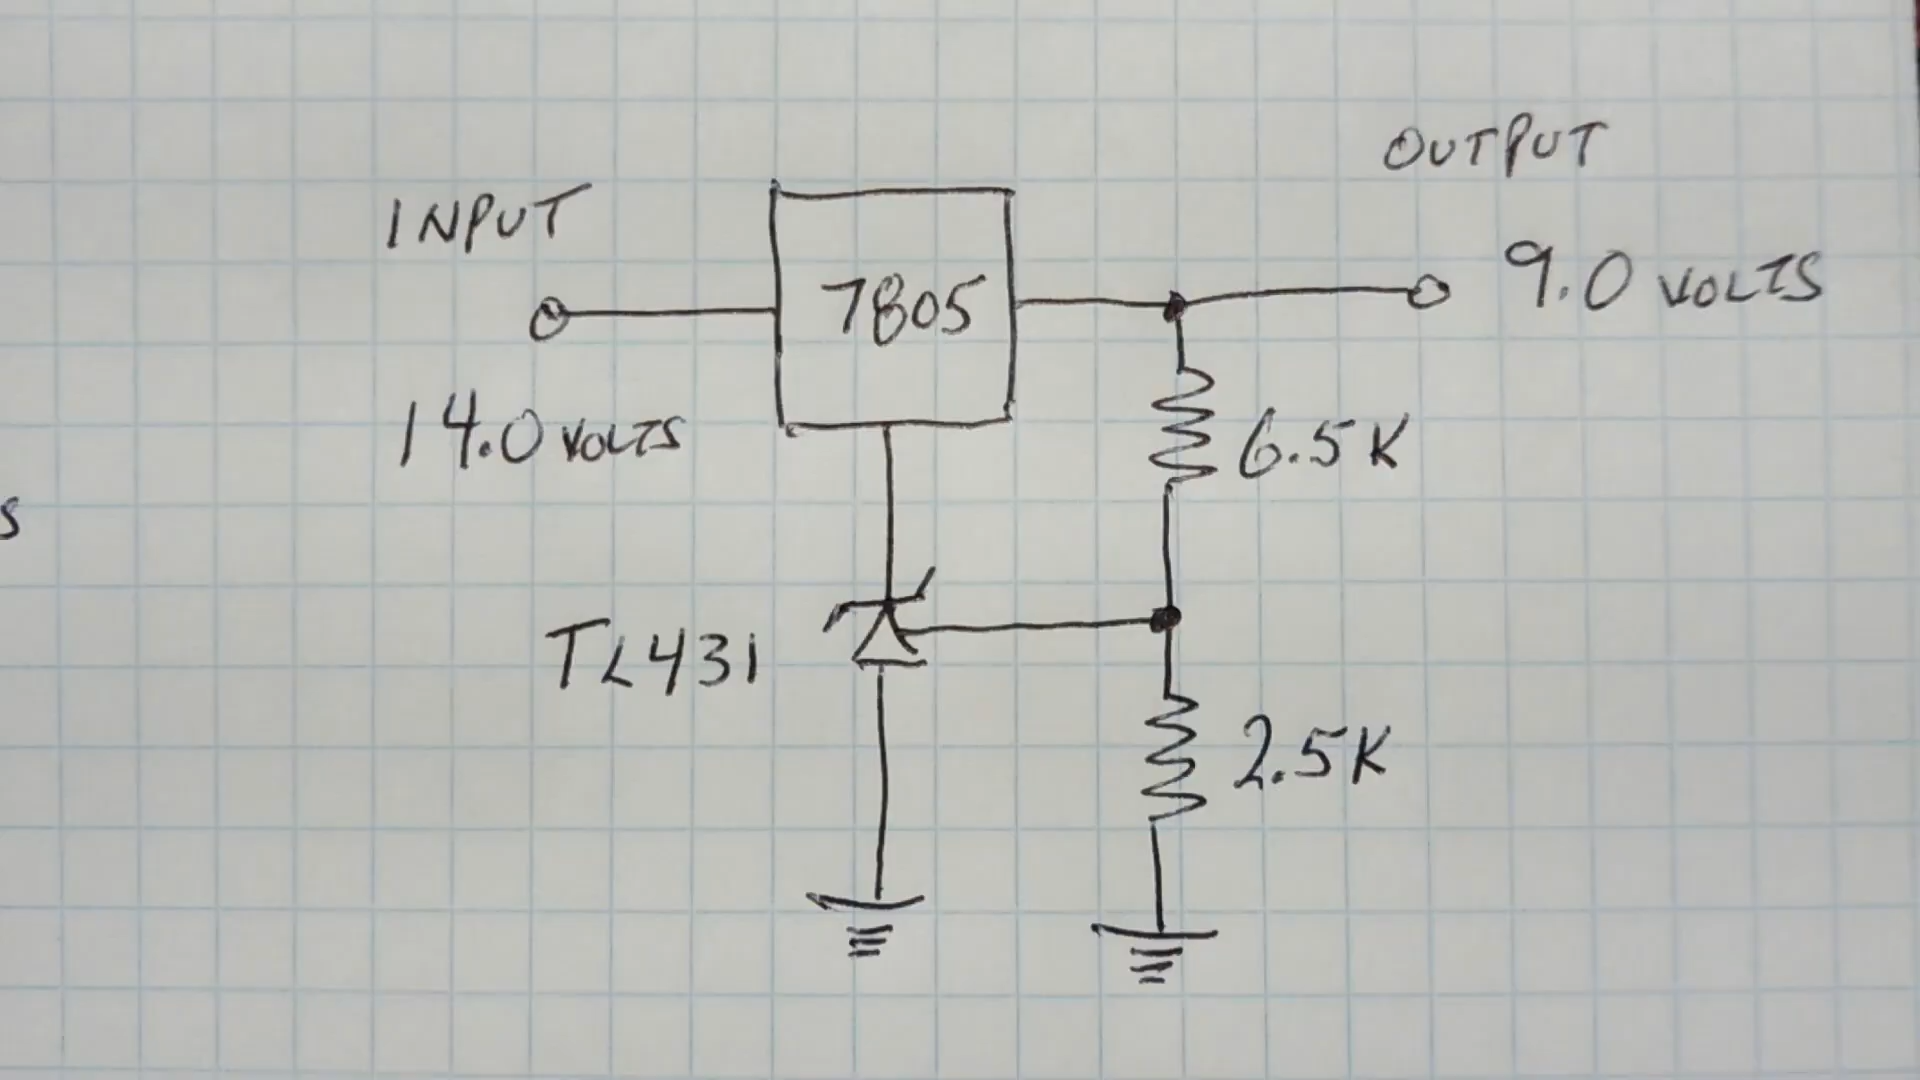 OUTPUT
INPUT
9.0 VOLTS
7805
14.0 VOLTS
6.5K
S
TL431
2.5K